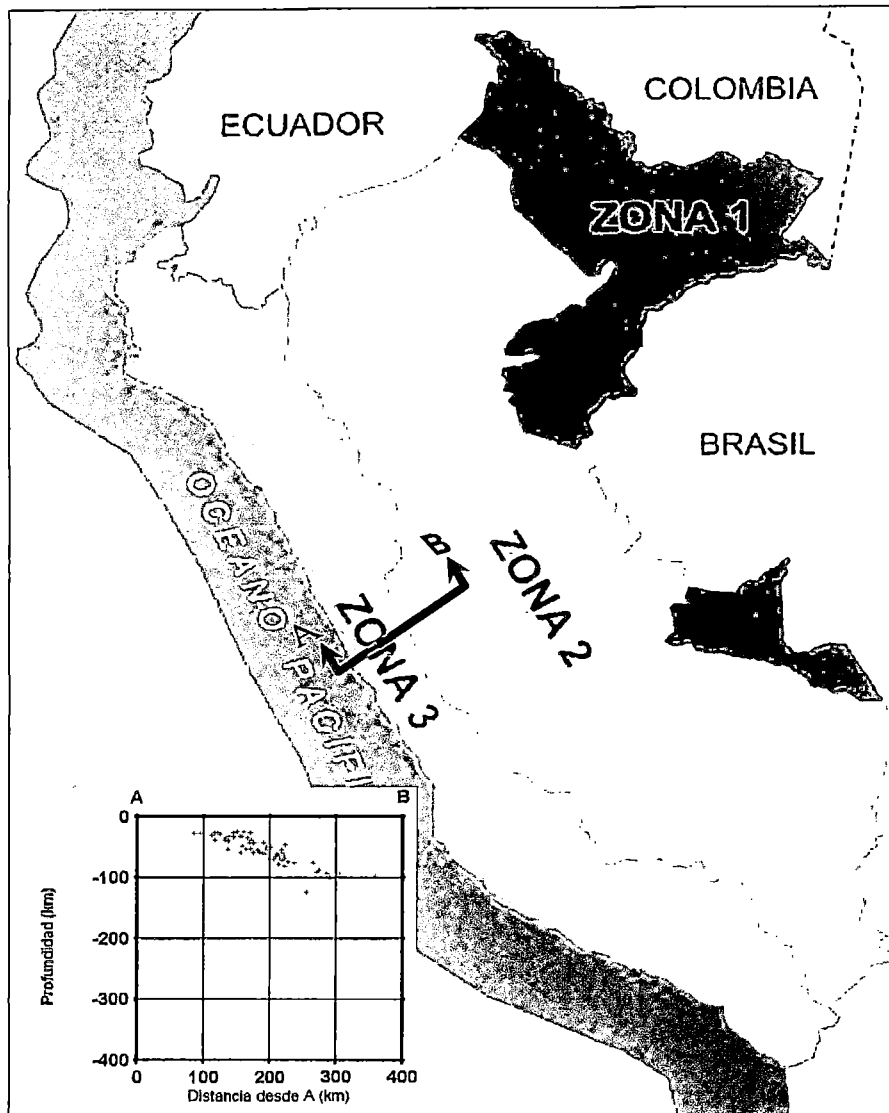 COLOMBIA
ECUADOR
ZONA 1
BRASIL
OCEANO PACIFI
B
ZONA 2
A
ZONA 3
A
B
0
-100
-200
-300
-400
Profundidad (km)
0
100
200
300
400
Distancia desde A (km)